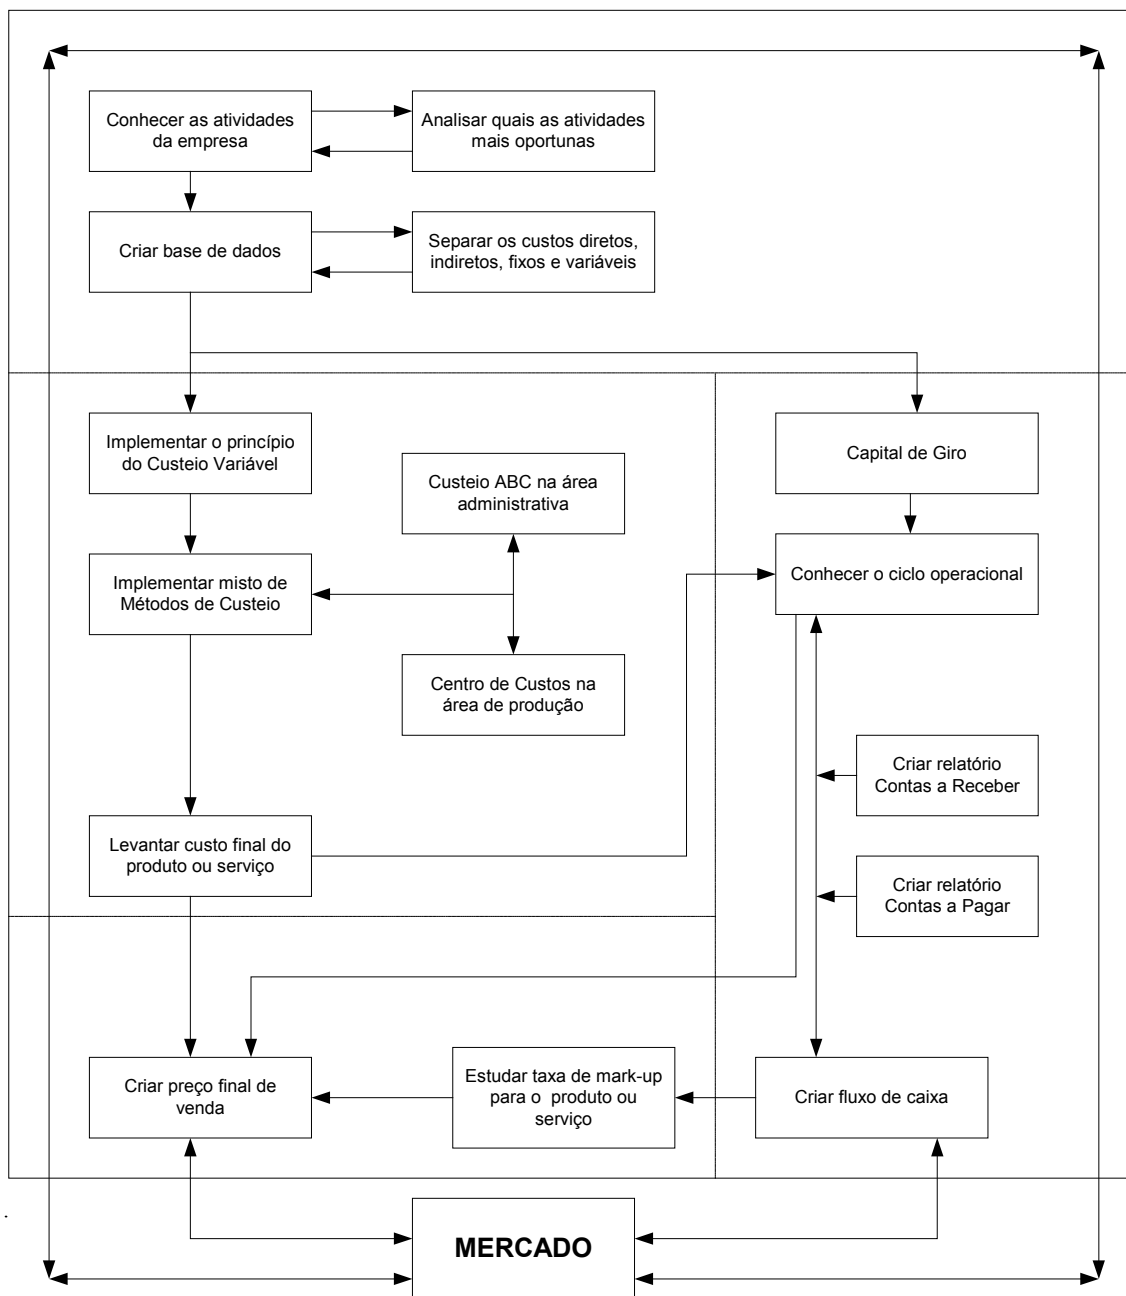 Conhecer as atividades
da empresa
Analisar quais as atividades
mais oportunas
Criar base de dados
Separar os custos diretos,
indiretos, fixos e variáveis
Implementar o princípio
do Custeio Variável
Custeio ABC na área
administrativa
Capital de Giro
Implementar misto de
Métodos de Custeio
Conhecer o ciclo operacional
Centro de Custos na
área de produção
Criar relatório
Contas a Receber
Levantar custo final do
produto ou serviço
Criar relatório
Contas a Pagar
Criar preço final de
venda
Estudar taxa de mark-up
para o produto ou
serviço
Criar fluxo de caixa
.
MERCADO